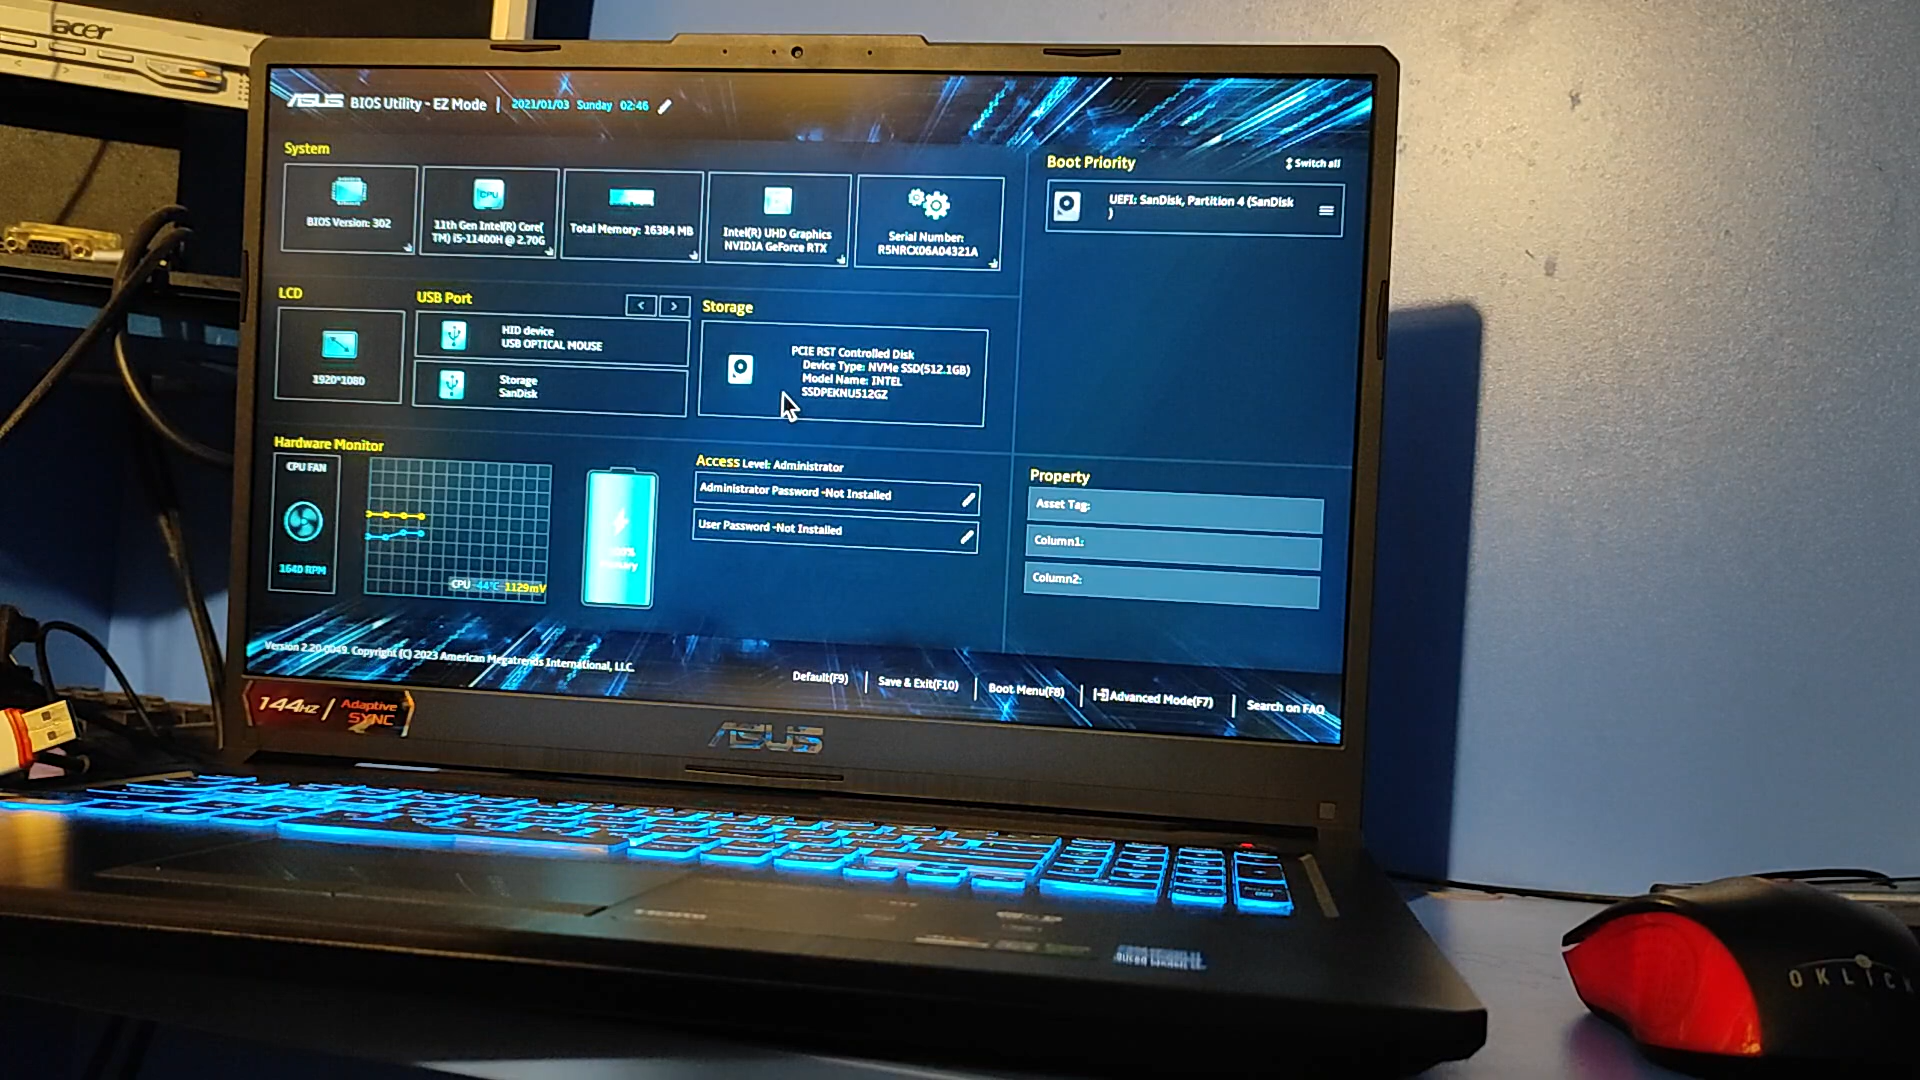 acer
ASUS BIOS Utility - EZ Mode | 2021/01/03 Sunday 02:46
System
BIOS Version: 302
CPU
11th Gen Intel(R) Core(
TM) i5-11400H @ 2.70G
Total Memory: 16384 MB
Intel(R) UHD Graphics
NVIDIA GeForce RTX
Serial Number:
R5NRCX06A04321A
Boot Priority
Switch all
UEFI: SanDisk, Partition 4 (SanDisk
)
LCD
1920*1080
USB Port
< >
HID device
USB OPTICAL MOUSE
Storage
SanDisk
Storage
PCIE RST Controlled Disk
Device Type: NVMe SSD(512.1GB)
Model Name: INTEL
SSDPEKNU512GZ
Hardware Monitor
CPU FAN
1640 RPM
CPU 44°C 1129mV
Access Level: Administrator
Administrator Password -Not Installed
User Password -Not Installed
Property
Asset Tag:
Column1:
Column2:
Version 2.20.0049. Copyright (C) 2023 American Megatrends International, LLC.
Default(F9)
Save & Exit(F10)
Boot Menu(F8)
Advanced Mode(F7)
Search on FAQ
144HZ / Adaptive
SYNC
ASUS
OKLICK